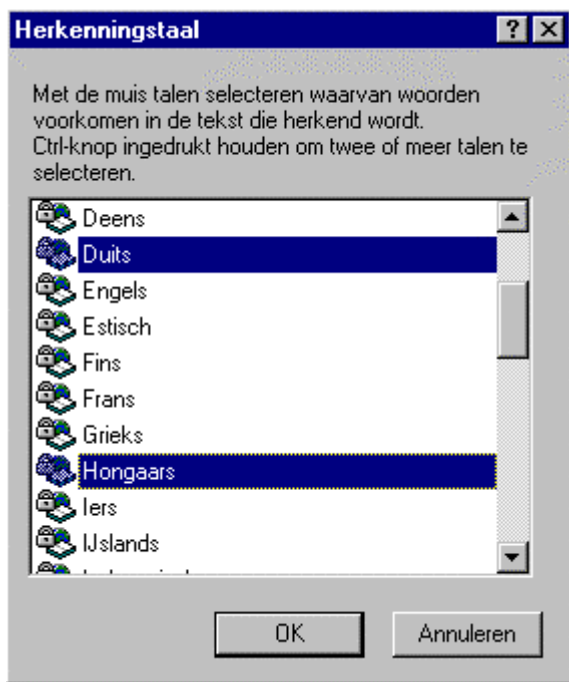 Herkenningstaal
Met de muis talen selecteren waarvan woorden
voorkomen in de tekst die herkend wordt.
Ctrl-knop ingedrukt houden om twee of meer talen te
selecteren.
Deens
Duits
Engels
Estisch
Fins
Frans
Grieks
Hongaars
Iers
IJslands
OK Annuleren